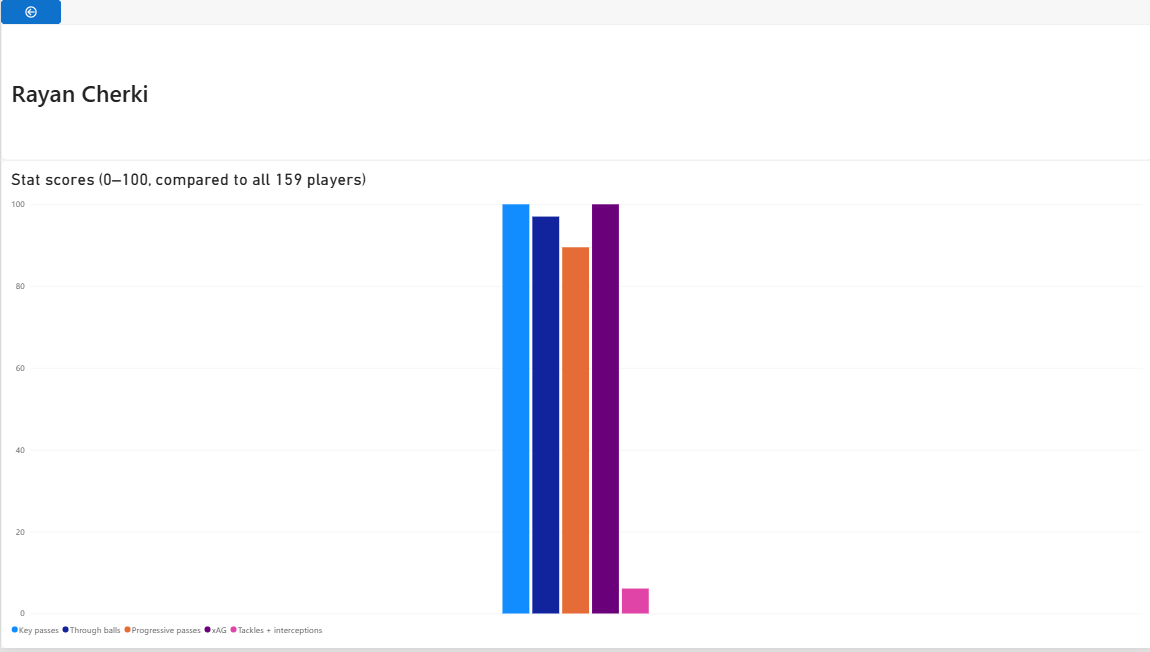 Rayan Cherki
Stat scores (0–100, compared to all 159 players)
100
80
60
40
20
0
Key passes Through balls Progressive passes xAG Tackles + interceptions